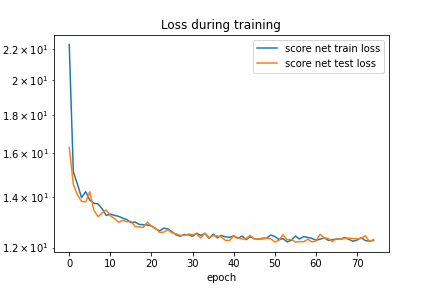 Loss during training
score net train loss
score net test loss
2.2 × 10¹
2 × 10¹
1.8 × 10¹
1.6 × 10¹
1.4 × 10¹
1.2 × 10¹
0 10 20 30 40 50 60 70
epoch